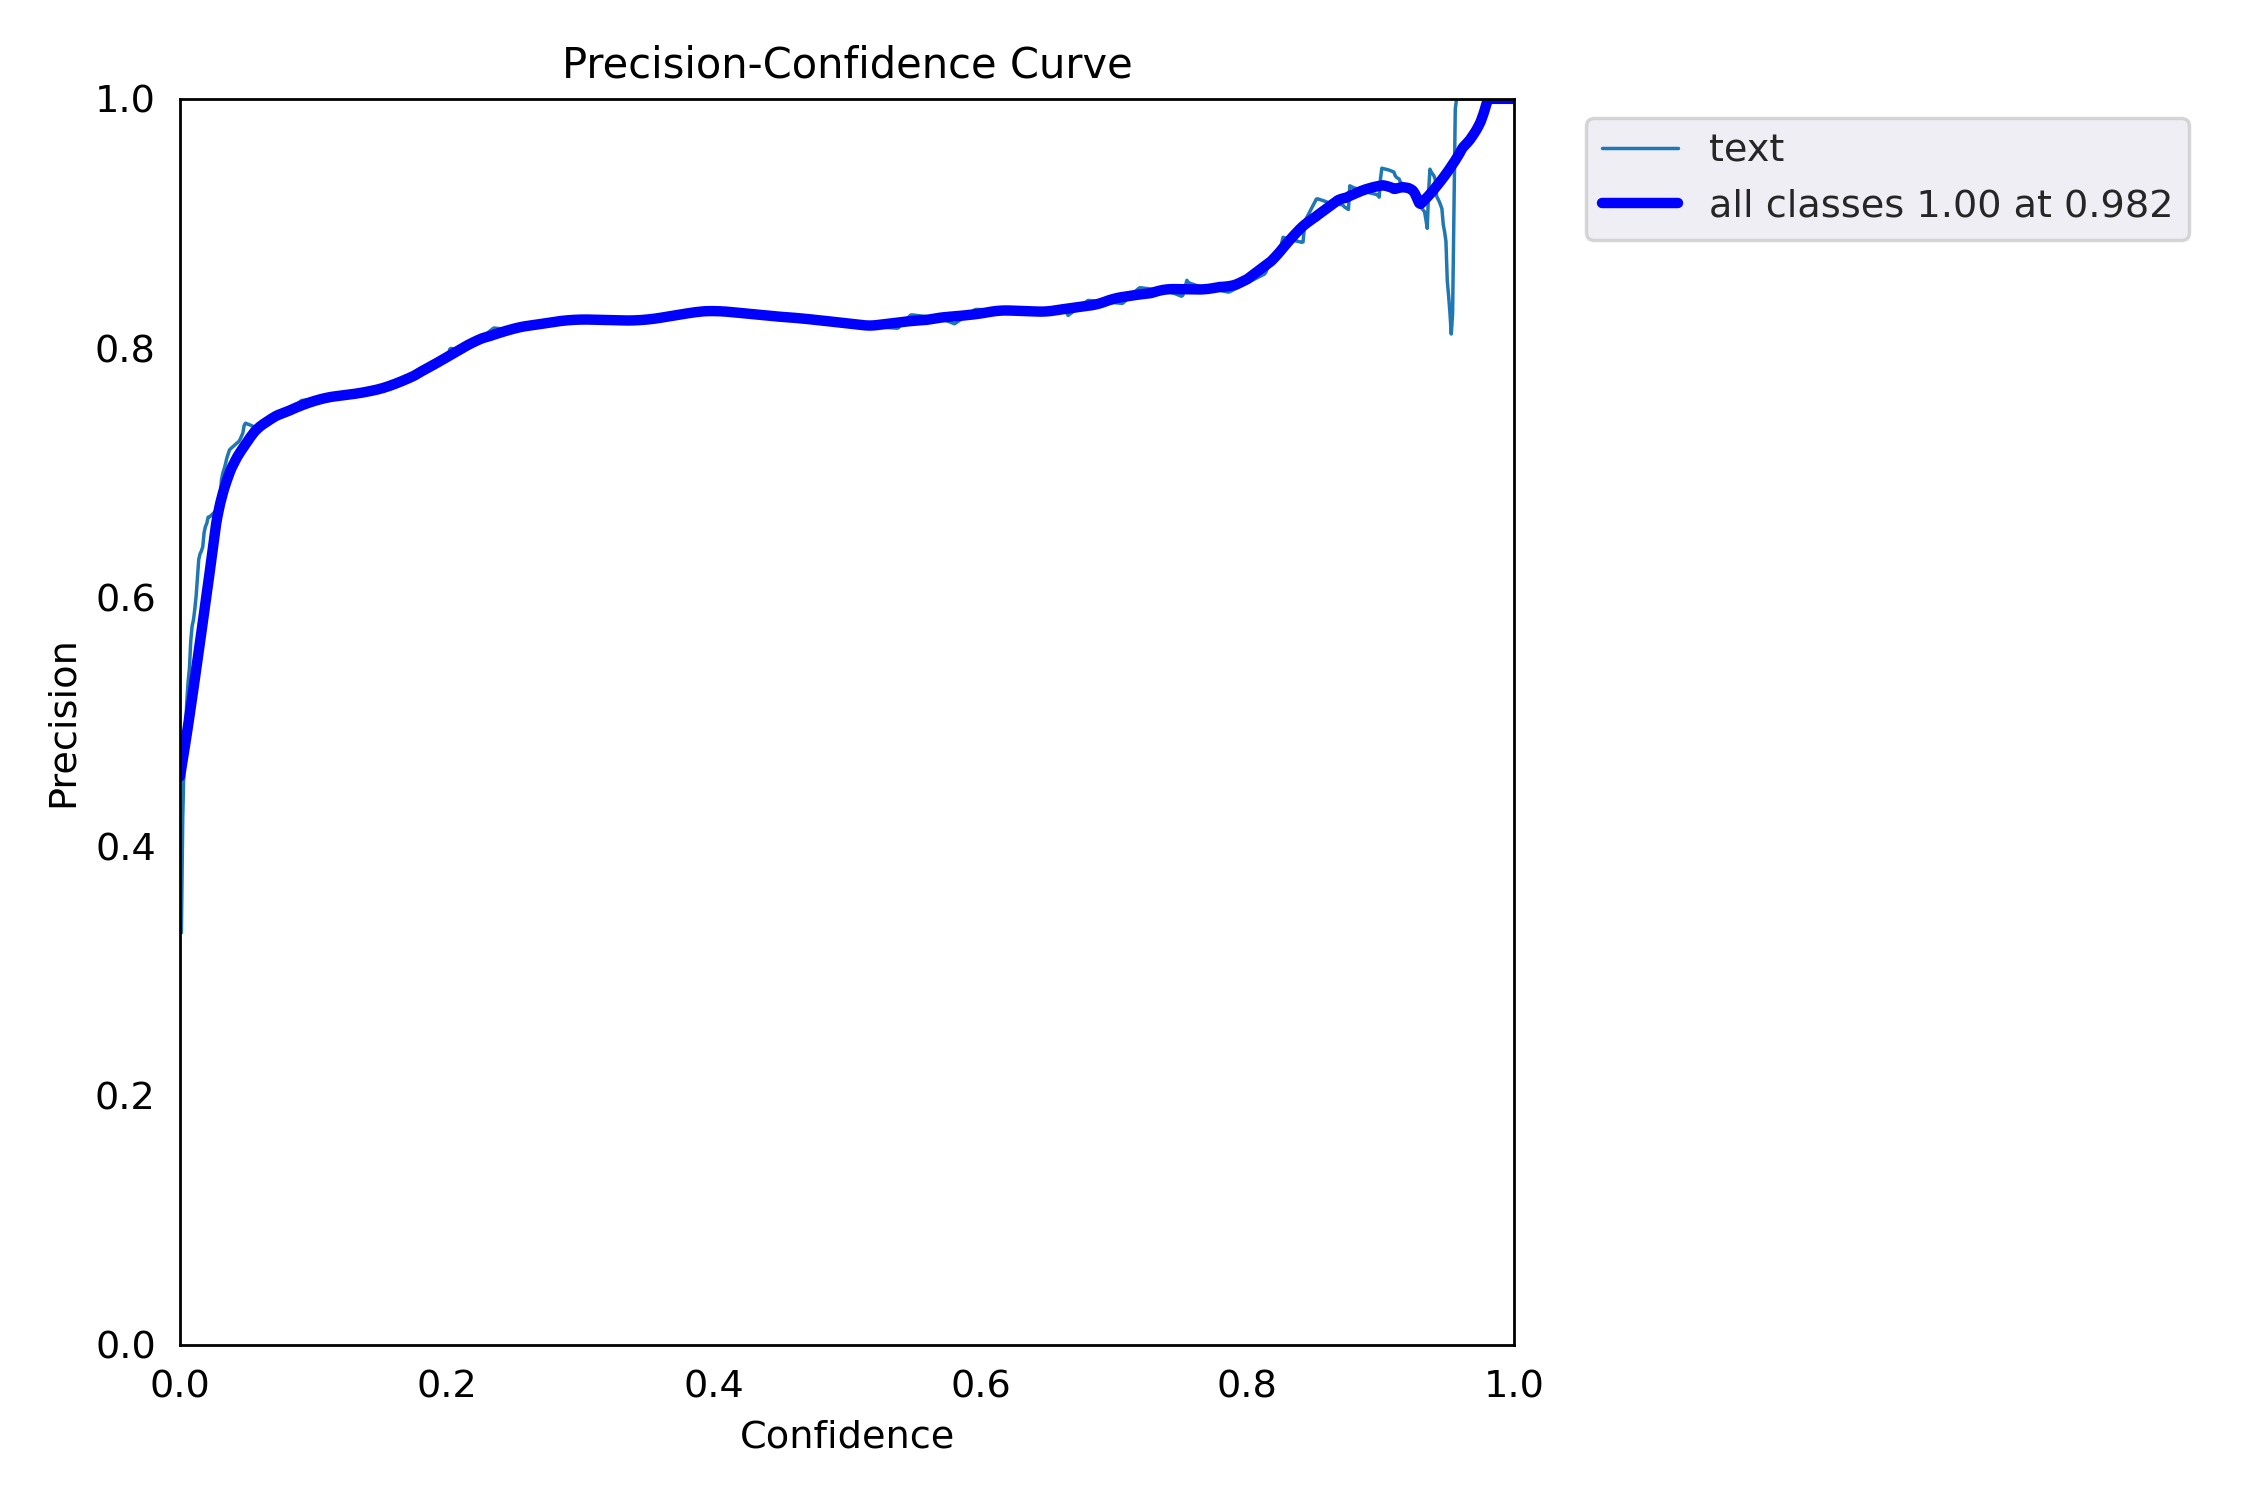 Precision-Confidence Curve
1.0
0.8
0.6
0.4
0.2
0.0
Precision
0.0 0.2 0.4 0.6 0.8 1.0
Confidence
text
all classes 1.00 at 0.982